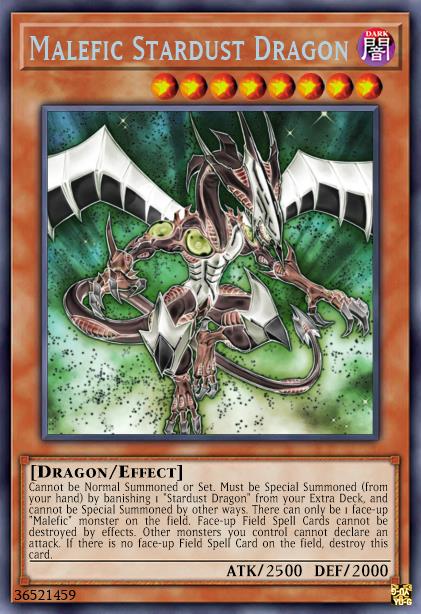 MALEFIC STARDUST DRAGON
DARK
闇
[DRAGON/EFFECT]
Cannot be Normal Summoned or Set. Must be Special Summoned (from
your hand) by banishing 1 "Stardust Dragon" from your Extra Deck, and
cannot be Special Summoned by other ways. There can only be 1 face-up
"Malefic" monster on the field. Face-up Field Spell Cards cannot be
destroyed by effects. Other monsters you control cannot declare an
attack. If there is no face-up Field Spell Card on the field, destroy this
card.
ATK/2500 DEF/2000
36521459